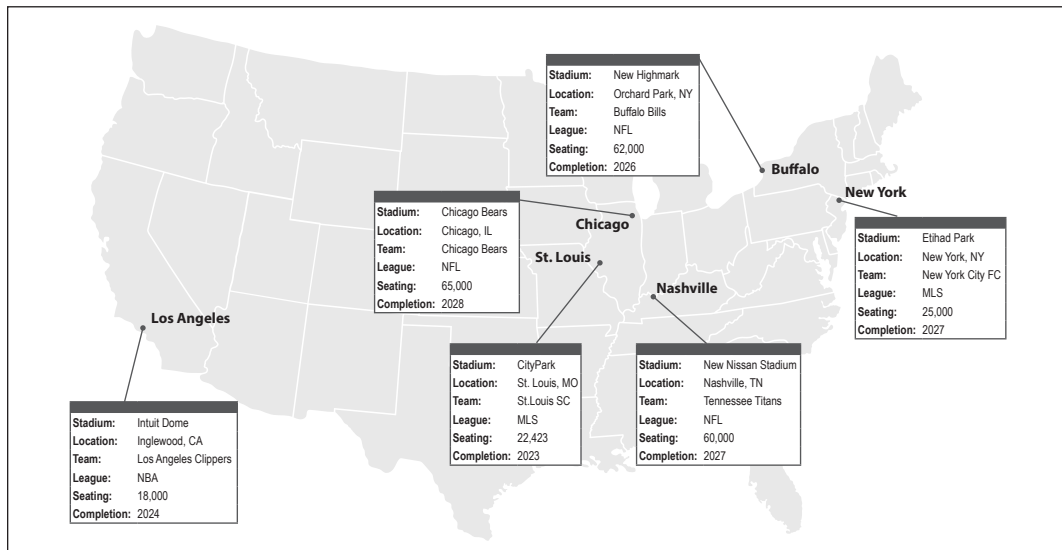 Stadium: New Highmark
Location: Orchard Park, NY
Team: Buffalo Bills
League: NFL
Seating: 62,000
Completion: 2026
Buffalo
New York
Stadium: Chicago Bears
Location: Chicago, IL
Team: Chicago Bears
League: NFL
Seating: 65,000
Completion: 2028
Chicago
Stadium: Etihad Park
Location: New York, NY
Team: New York City FC
League: MLS
Seating: 25,000
Completion: 2027
St. Louis
Nashville
Los Angeles
Stadium: CityPark
Location: St. Louis, MO
Team: St.Louis SC
League: MLS
Seating: 22,423
Completion: 2023
Stadium: New Nissan Stadium
Location: Nashville, TN
Team: Tennessee Titans
League: NFL
Seating: 60,000
Completion: 2027
Stadium: Intuit Dome
Location: Inglewood, CA
Team: Los Angeles Clippers
League: NBA
Seating: 18,000
Completion: 2024